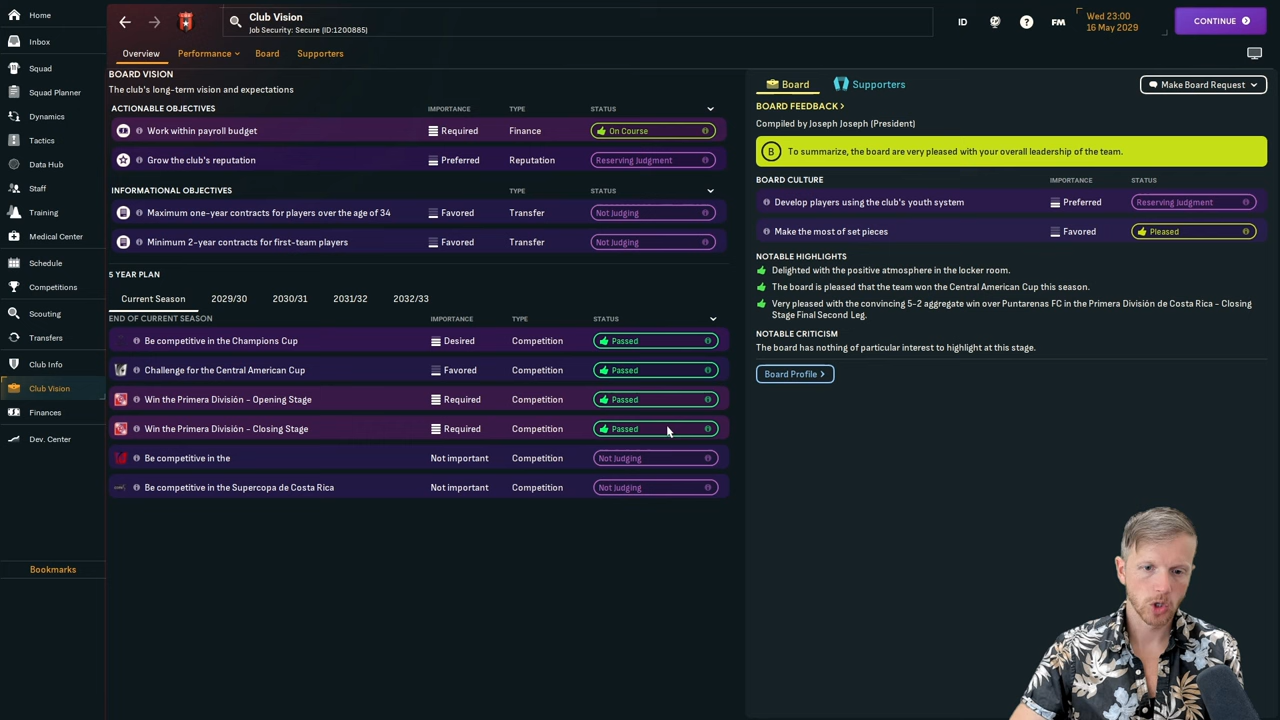 Home
Inbox
Squad
Squad Planner
Dynamics
Tactics
Data Hub
Staff
Training
Medical Center
Schedule
Competitions
Scouting
Transfers
Club Info
Club Vision
Finances
Dev. Center
Bookmarks
Club Vision
Job Security: Secure (ID:1200885)
ID
FM
Wed 23:00
16 May 2029
CONTINUE
Overview
Performance
Board
Supporters
BOARD VISION
The club's long-term vision and expectations
ACTIONABLE OBJECTIVES IMPORTANCE TYPE STATUS
Work within payroll budget Required Finance On Course
Grow the club's reputation Preferred Reputation Reserving Judgment
INFORMATIONAL OBJECTIVES TYPE STATUS
Maximum one-year contracts for players over the age of 34 Favored Transfer Not Judging
Minimum 2-year contracts for first-team players Favored Transfer Not Judging
5 YEAR PLAN
Current Season 2029/30 2030/31 2031/32 2032/33
END OF CURRENT SEASON IMPORTANCE TYPE STATUS
Be competitive in the Champions Cup Desired Competition Passed
Challenge for the Central American Cup Favored Competition Passed
Win the Primera División - Opening Stage Required Competition Passed
Win the Primera División - Closing Stage Required Competition Passed
Be competitive in the Not important Competition Not Judging
Be competitive in the Supercopa de Costa Rica Not important Competition Not Judging
Board
Supporters
Make Board Request
BOARD FEEDBACK >
Compiled by Joseph Joseph (President)
B To summarize, the board are very pleased with your overall leadership of the team.
BOARD CULTURE IMPORTANCE STATUS
Develop players using the club's youth system Preferred Reserving Judgment
Make the most of set pieces Favored Pleased
NOTABLE HIGHLIGHTS
Delighted with the positive atmosphere in the locker room.
The board is pleased that the team won the Central American Cup this season.
Very pleased with the convincing 5-2 aggregate win over Puntarenas FC in the Primera División de Costa Rica - Closing
Stage Final Second Leg.
NOTABLE CRITICISM
The board has nothing of particular interest to highlight at this stage.
Board Profile >